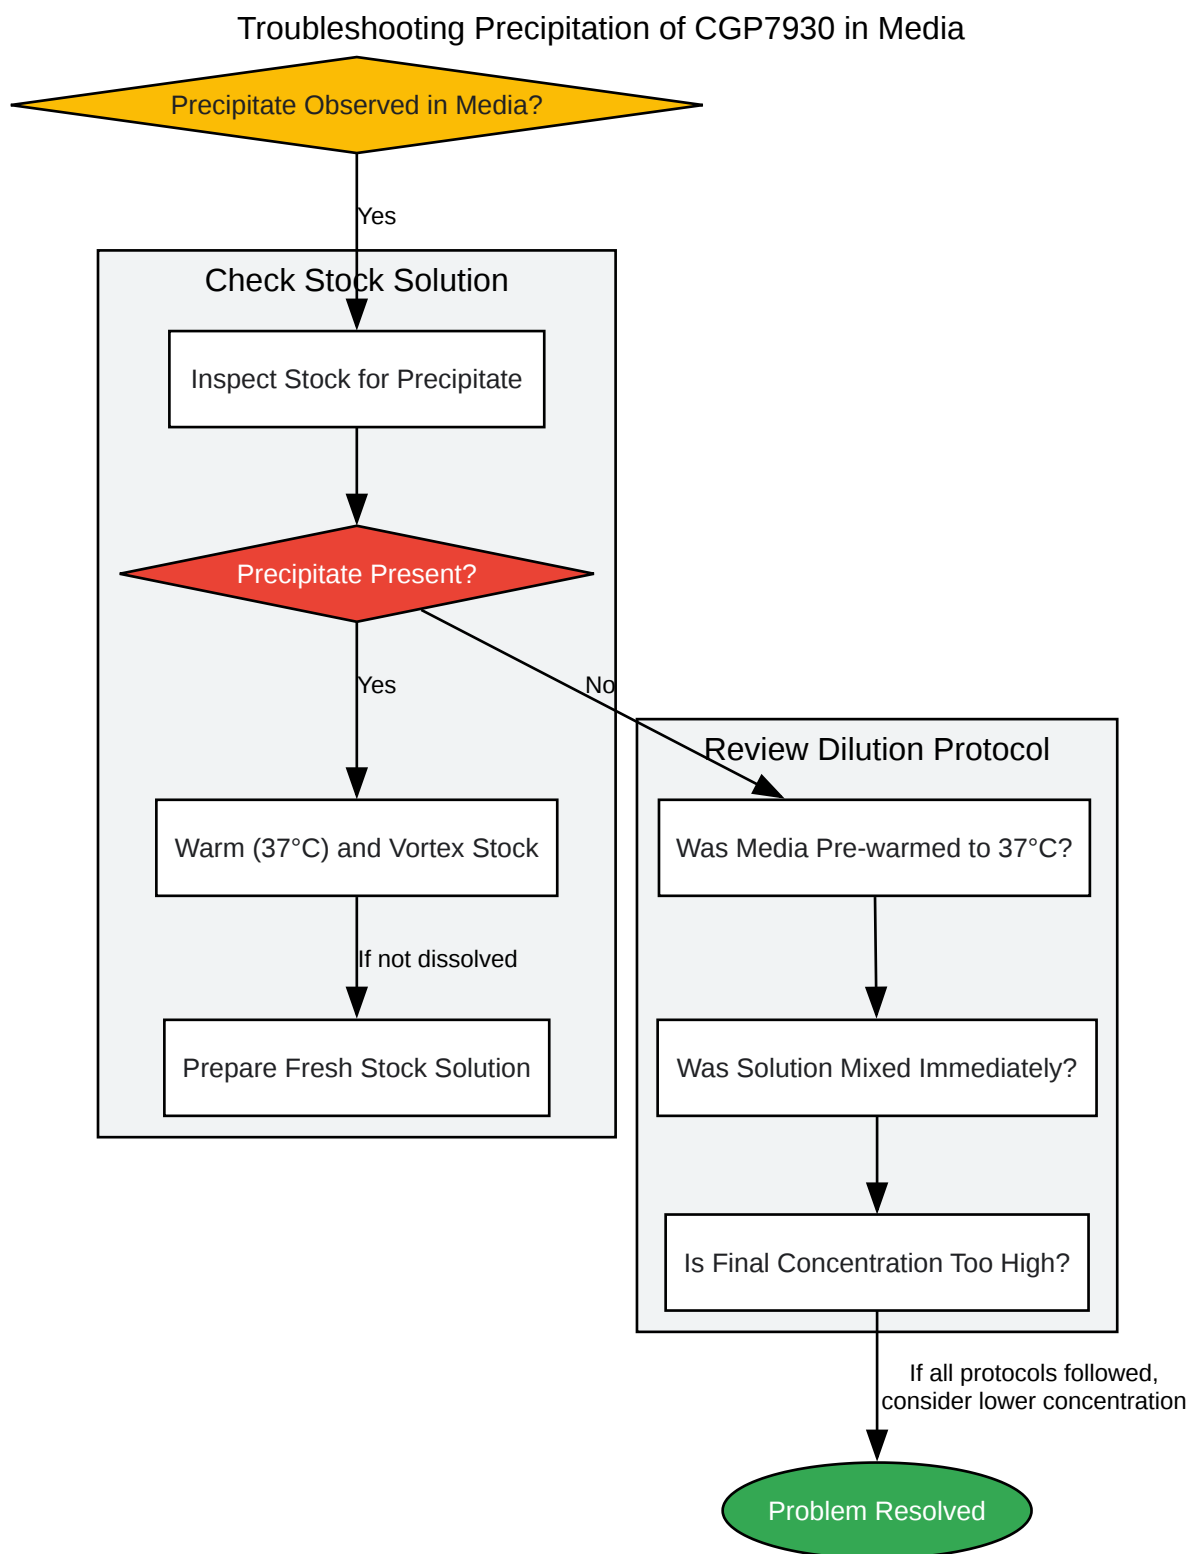 Troubleshooting Precipitation of CGP7930 in Media
Precipitate Observed in Media?
Yes
Check Stock Solution
Inspect Stock for Precipitate
Precipitate Present?
Yes
No
Review Dilution Protocol
Warm (37°C) and Vortex Stock
Was Media Pre-warmed to 37°C?
If not dissolved
Prepare Fresh Stock Solution
Was Solution Mixed Immediately?
Is Final Concentration Too High?
If all protocols followed,
consider lower concentration
Problem Resolved